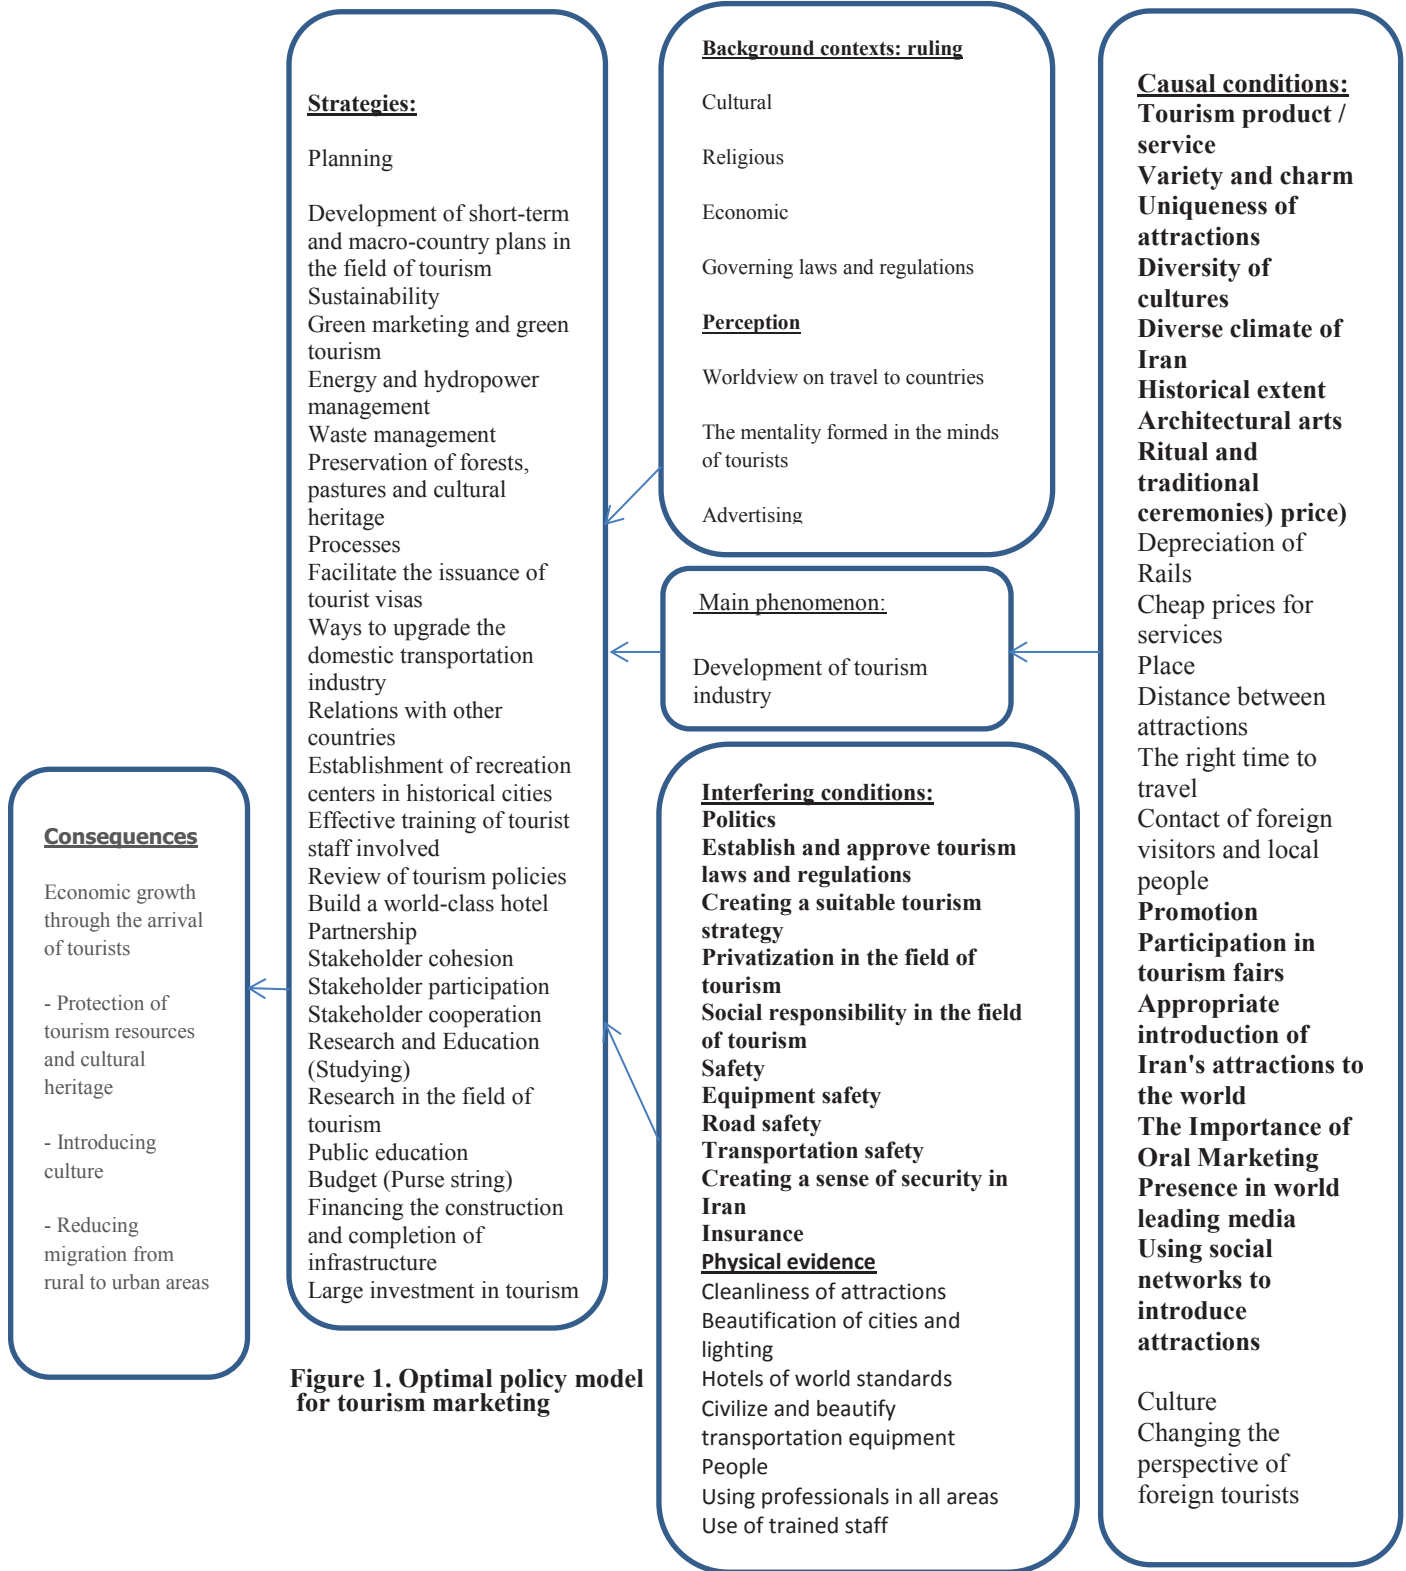 Strategies:
Planning
Development of short-term
and macro-country plans in
the field of tourism
Sustainability
Green marketing and green
tourism
Energy and hydropower
management
Waste management
Preservation of forests,
pastures and cultural
heritage
Processes
Facilitate the issuance of
tourist visas
Ways to upgrade the
domestic transportation
industry
Relations with other
countries
Establishment of recreation
centers in historical cities
Effective training of tourist
staff involved
Review of tourism policies
Build a world-class hotel
Partnership
Stakeholder cohesion
Stakeholder participation
Stakeholder cooperation
Research and Education
(Studying)
Research in the field of
tourism
Public education
Budget (Purse string)
Financing the construction
and completion of
infrastructure
Large investment in tourism
Background contexts: ruling
Cultural
Religious
Economic
Governing laws and regulations
Perception
Worldview on travel to countries
The mentality formed in the minds
of tourists
Advertising
Main phenomenon:
Development of tourism
industry
Interfering conditions:
Politics
Establish and approve tourism
laws and regulations
Creating a suitable tourism
strategy
Privatization in the field of
tourism
Social responsibility in the field
of tourism
Safety
Equipment safety
Road safety
Transportation safety
Creating a sense of security in
Iran
Insurance
Physical evidence
Cleanliness of attractions
Beautification of cities and
lighting
Hotels of world standards
Civilize and beautify
transportation equipment
People
Using professionals in all areas
Use of trained staff
Causal conditions:
Tourism product /
service
Variety and charm
Uniqueness of
attractions
Diversity of
cultures
Diverse climate of
Iran
Historical extent
Architectural arts
Ritual and
traditional
ceremonies) price)
Depreciation of
Rails
Cheap prices for
services
Place
Distance between
attractions
The right time to
travel
Contact of foreign
visitors and local
people
Promotion
Participation in
tourism fairs
Appropriate
introduction of
Iran's attractions to
the world
The Importance of
Oral Marketing
Presence in world
leading media
Using social
networks to
introduce
attractions
Culture
Changing the
perspective of
foreign tourists
Consequences
Economic growth
through the arrival
of tourists
- Protection of
tourism resources
and cultural
heritage
- Introducing
culture
- Reducing
migration from
rural to urban areas
Figure 1. Optimal policy model
for tourism marketing